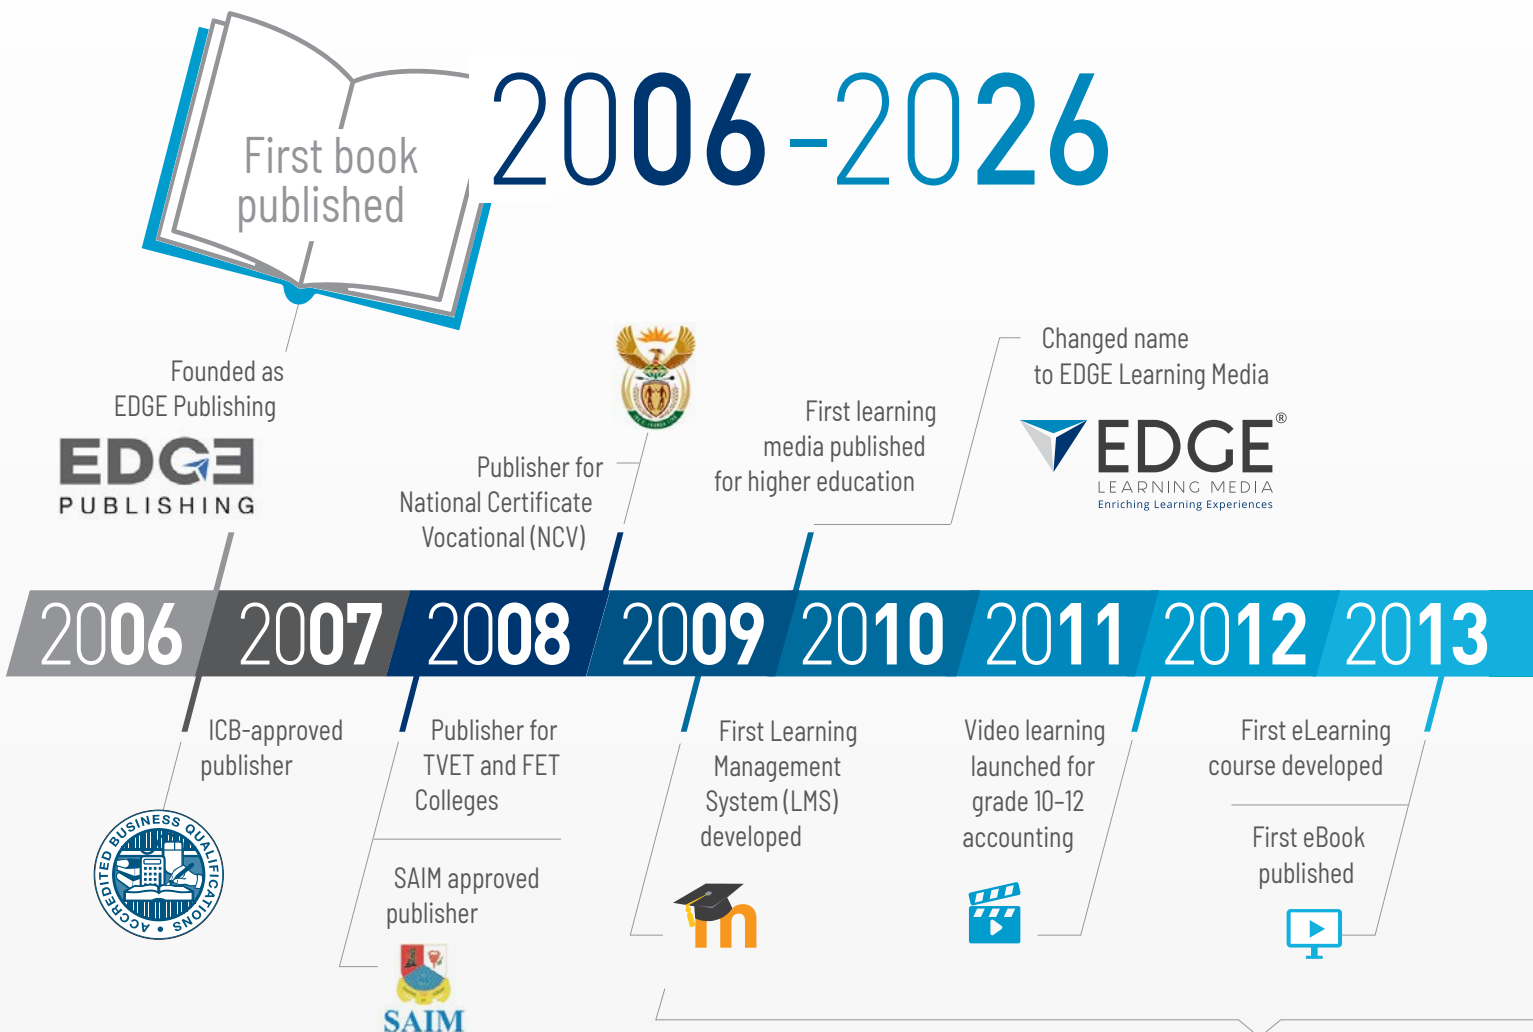 2006-2026
First book
published
Founded as
EDGE Publishing
EDGE
PUBLISHING
Publisher for
National Certificate
Vocational (NCV)
First learning
media published
for higher education
Changed name
to EDGE Learning Media
EDGE®
LEARNING MEDIA
Enriching Learning Experiences
2006 2007 2008 2009 2010 2011 2012 2013
ICB-approved
publisher
ACCREDITED BUSINESS QUALIFICATIONS
Publisher for
TVET and FET
Colleges
SAIM approved
publisher
SAIM
First Learning
Management
System (LMS)
developed
m
Video learning
launched for
grade 10–12
accounting
First eLearning
course developed
First eBook
published